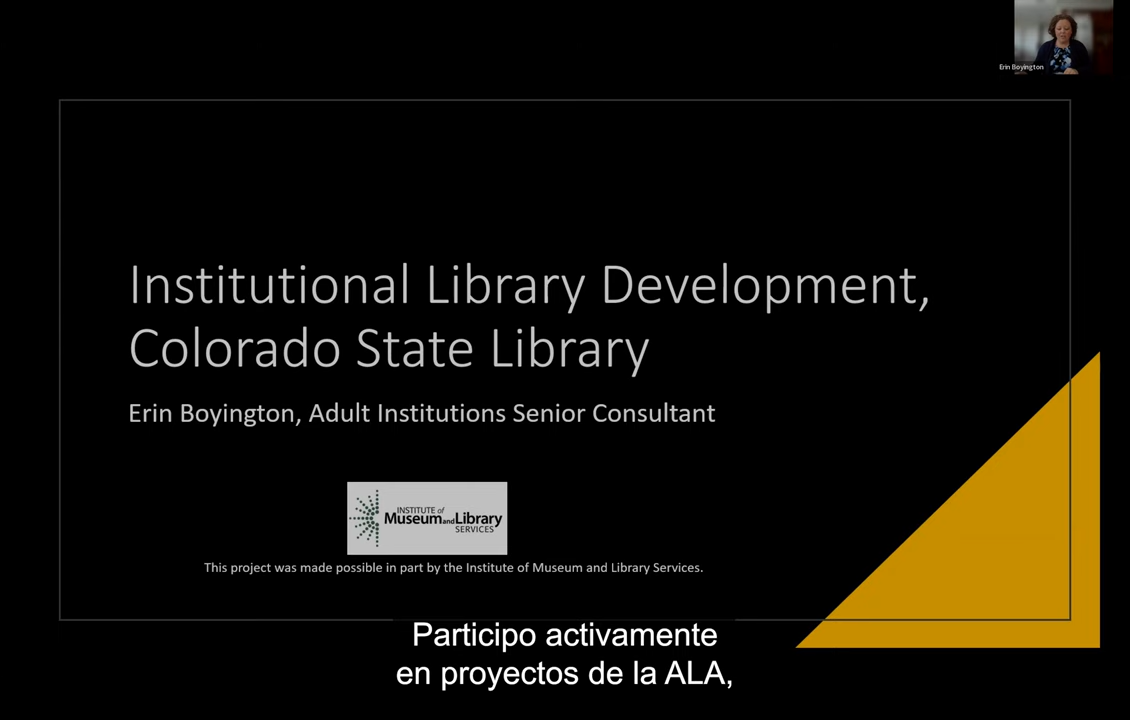 Erin Boyington
Institutional Library Development,
Colorado State Library
Erin Boyington, Adult Institutions Senior Consultant
INSTITUTE of
Museum and Library
SERVICES
This project was made possible in part by the Institute of Museum and Library Services.
Participo activamente
en proyectos de la ALA,